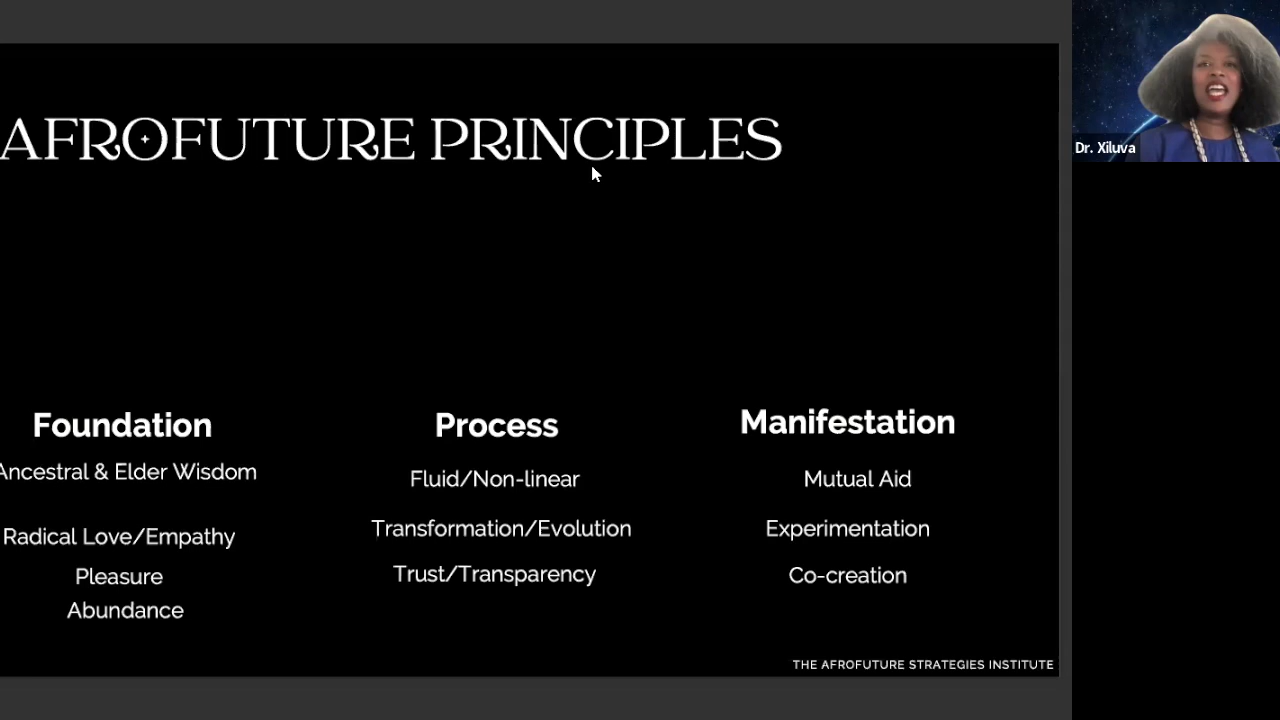 AFROFUTURE PRINCIPLES
Dr. Xiluva
Foundation
Ancestral & Elder Wisdom
Radical Love/Empathy
Pleasure
Abundance
Process
Fluid/Non-linear
Transformation/Evolution
Trust/Transparency
Manifestation
Mutual Aid
Experimentation
Co-creation
THE AFROFUTURE STRATEGIES INSTITUTE